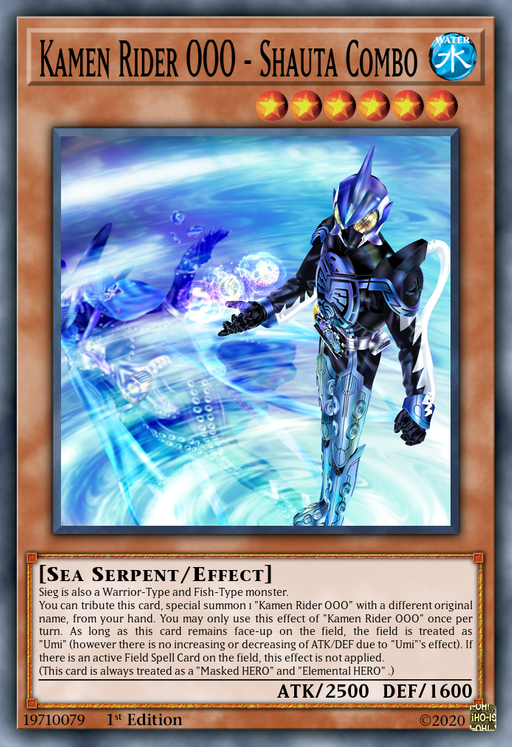 KAMEN RIDER OOO - SHAUTA COMBO
WATER
水
[SEA SERPENT/EFFECT]
Sieg is also a Warrior-Type and Fish-Type monster.
You can tribute this card, special summon 1 "Kamen Rider OOO" with a different original
name, from your hand. You may only use this effect of "Kamen Rider OOO" once per
turn. As long as this card remains face-up on the field, the field is treated as
"Umi" (however there is no increasing or decreasing of ATK/DEF due to "Umi"'s effect). If
there is an active Field Spell Card on the field, this effect is not applied.
(This card is always treated as a "Masked HERO" and "Elemental HERO" .)
ATK/2500 DEF/1600
19710079 1st Edition ©2020